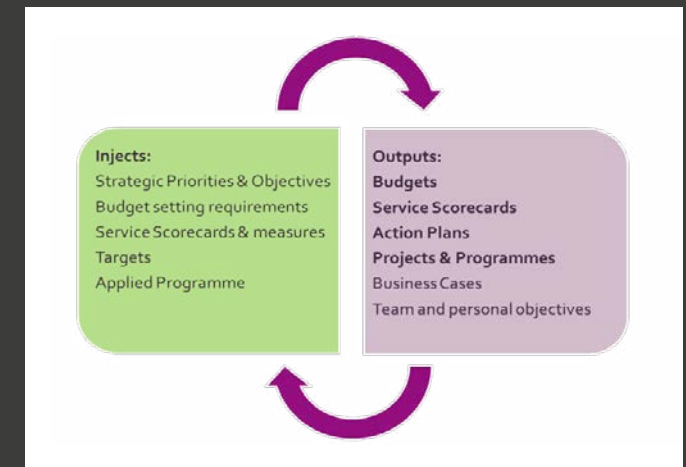 Injects:
Strategic Priorities & Objectives
Budget setting requirements
Service Scorecards & measures
Targets
Applied Programme
Outputs:
Budgets
Service Scorecards
Action Plans
Projects & Programmes
Business Cases
Team and personal objectives